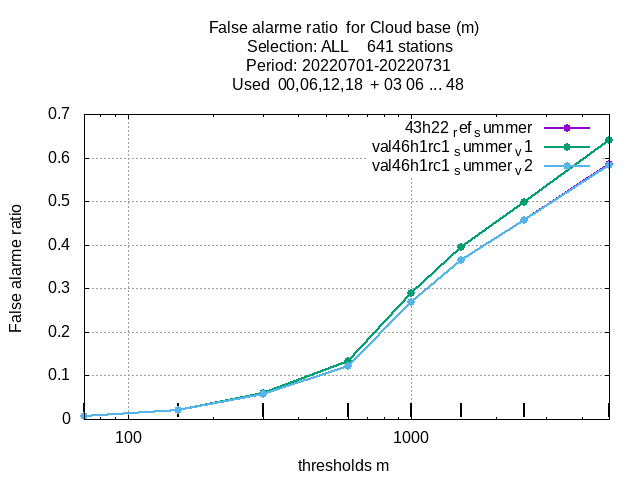 False alarme ratio  for Cloud base (m)
Selection: ALL    641 stations
Period: 20220701-20220731
Used  00,06,12,18  + 03 06 ... 48
0.7
0.6
0.5
0.4
0.3
0.2
0.1
0
False alarme ratio
43h22 ref summer
val46h1rc1 summer v1
val46h1rc1 summer v2
100
1000
thresholds m